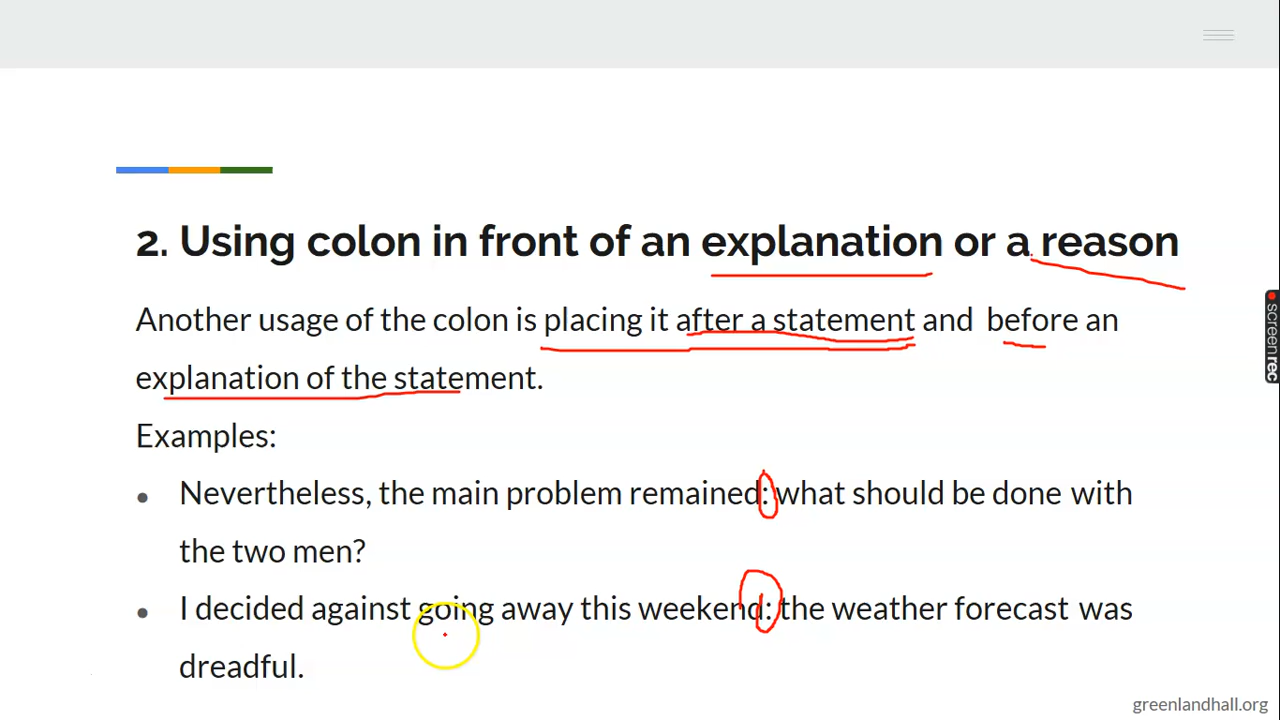 2. Using colon in front of an explanation or a reason
Another usage of the colon is placing it after a statement and before an
explanation of the statement.
Examples:
● Nevertheless, the main problem remained: what should be done with
the two men?
● I decided against going away this weekend: the weather forecast was
dreadful.
screenrec
greenlandhall.org